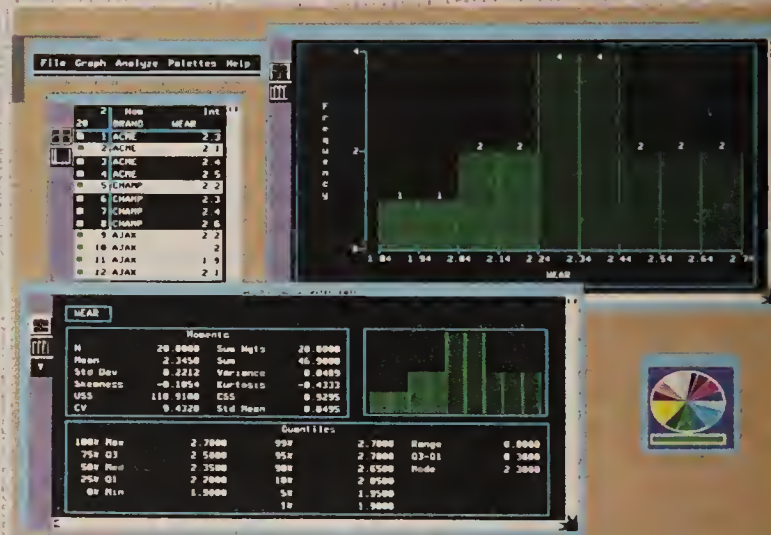 File Graph Analyze Palettes Help
2 Nom Int
20 BRAND WEAR
1 ACME 2.3
2 ACME 2 1
3 ACME 2.4
4 ACME 2 5
5 CHAMP 2 2
6 CHAMP 2.3
7 CHAMP 2.4
8 CHAMP 2 6
9 AJAX 2 2
10 AJAX 2
11 AJAX 1 9
12 AJAX 2 1
Frequency
4
2
0
1 1 2 2 4 4 2 2 2
1 84 1 94 2.04 2.14 2.24 2.34 2 44 2.54 2.64 2
WEAR
WEAR
Moments
N 20.0000 Sum Wgts 20.0000
Mean 2.3450 Sum 46.9000
Std Dev 0.2212 Variance 0.0489
Skewness -0.1054 Kurtosis -0.4333
USS 110.9100 CSS 0.9295
CV 9.4320 Std Mean 0.0495
Quantiles
100% Max 2.7000 99% 2.7000 Range 0.8000
75% Q3 2 5000 95% 2.7000 Q3-Q1 0 3000
50% Med 2.3500 90% 2.6500 Mode 2 3000
25% Q1 2 2000 10% 2 0500
0% Min 1.9000 5% 1.9500
1% 1.9000